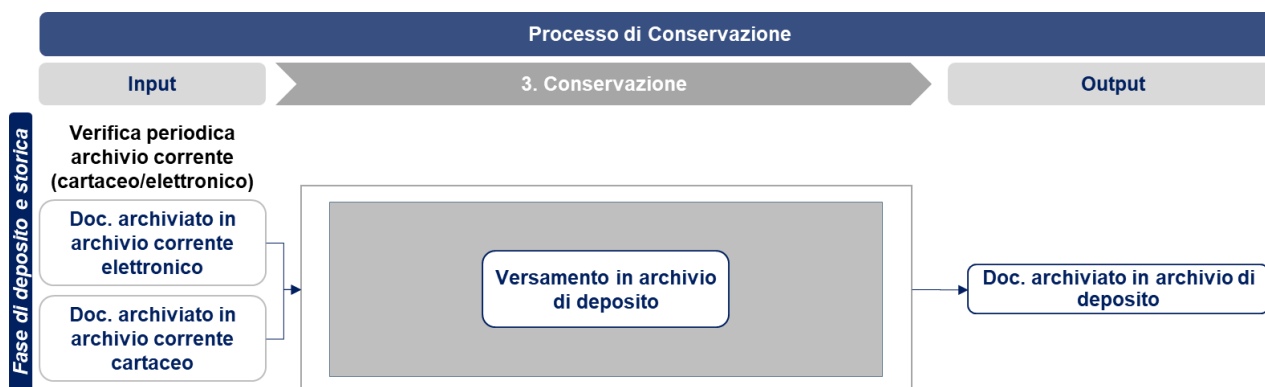 Processo di Conservazione
Input
3. Conservazione
Output
Fase di deposito e storica
Verifica periodica
archivio corrente
(cartaceo/elettronico)
Doc. archiviato in
archivio corrente
elettronico
Doc. archiviato in
archivio corrente
cartaceo
Versamento in archivio
di deposito
Doc. archiviato in archivio di
deposito